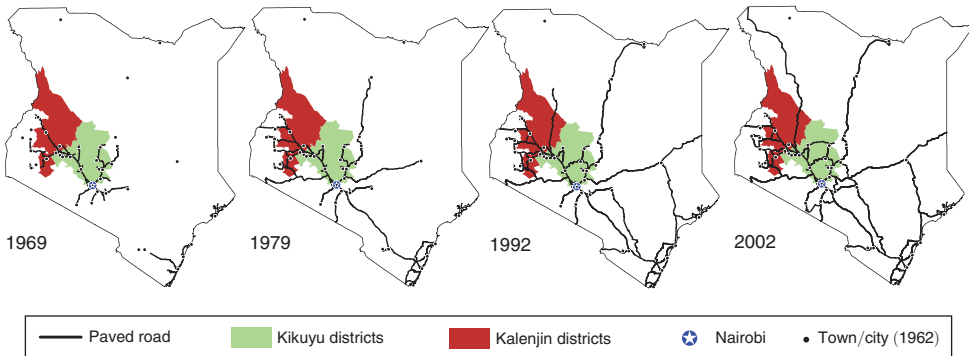 1969
1979
1992
2002
Paved road
Kikuyu districts
Kalenjin districts
Nairobi
Town/city (1962)